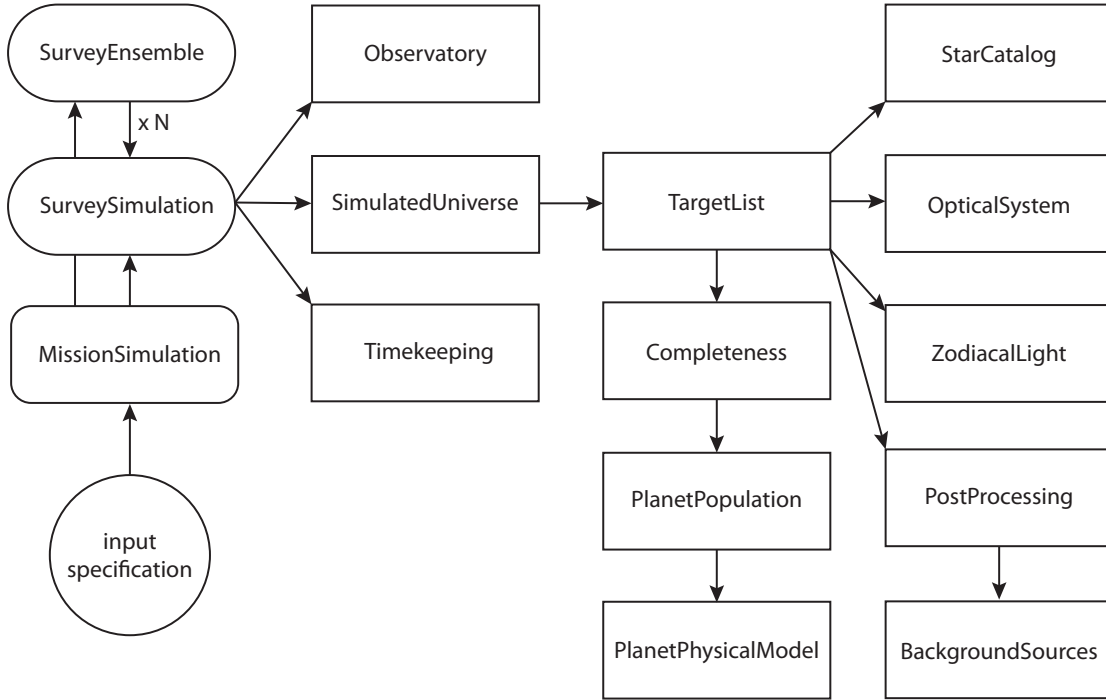 SurveyEnsemble
Observatory
StarCatalog
x N
SurveySimulation
SimulatedUniverse
TargetList
OpticalSystem
MissionSimulation
Timekeeping
Completeness
ZodiacalLight
input
specification
PlanetPopulation
PostProcessing
PlanetPhysicalModel
BackgroundSources